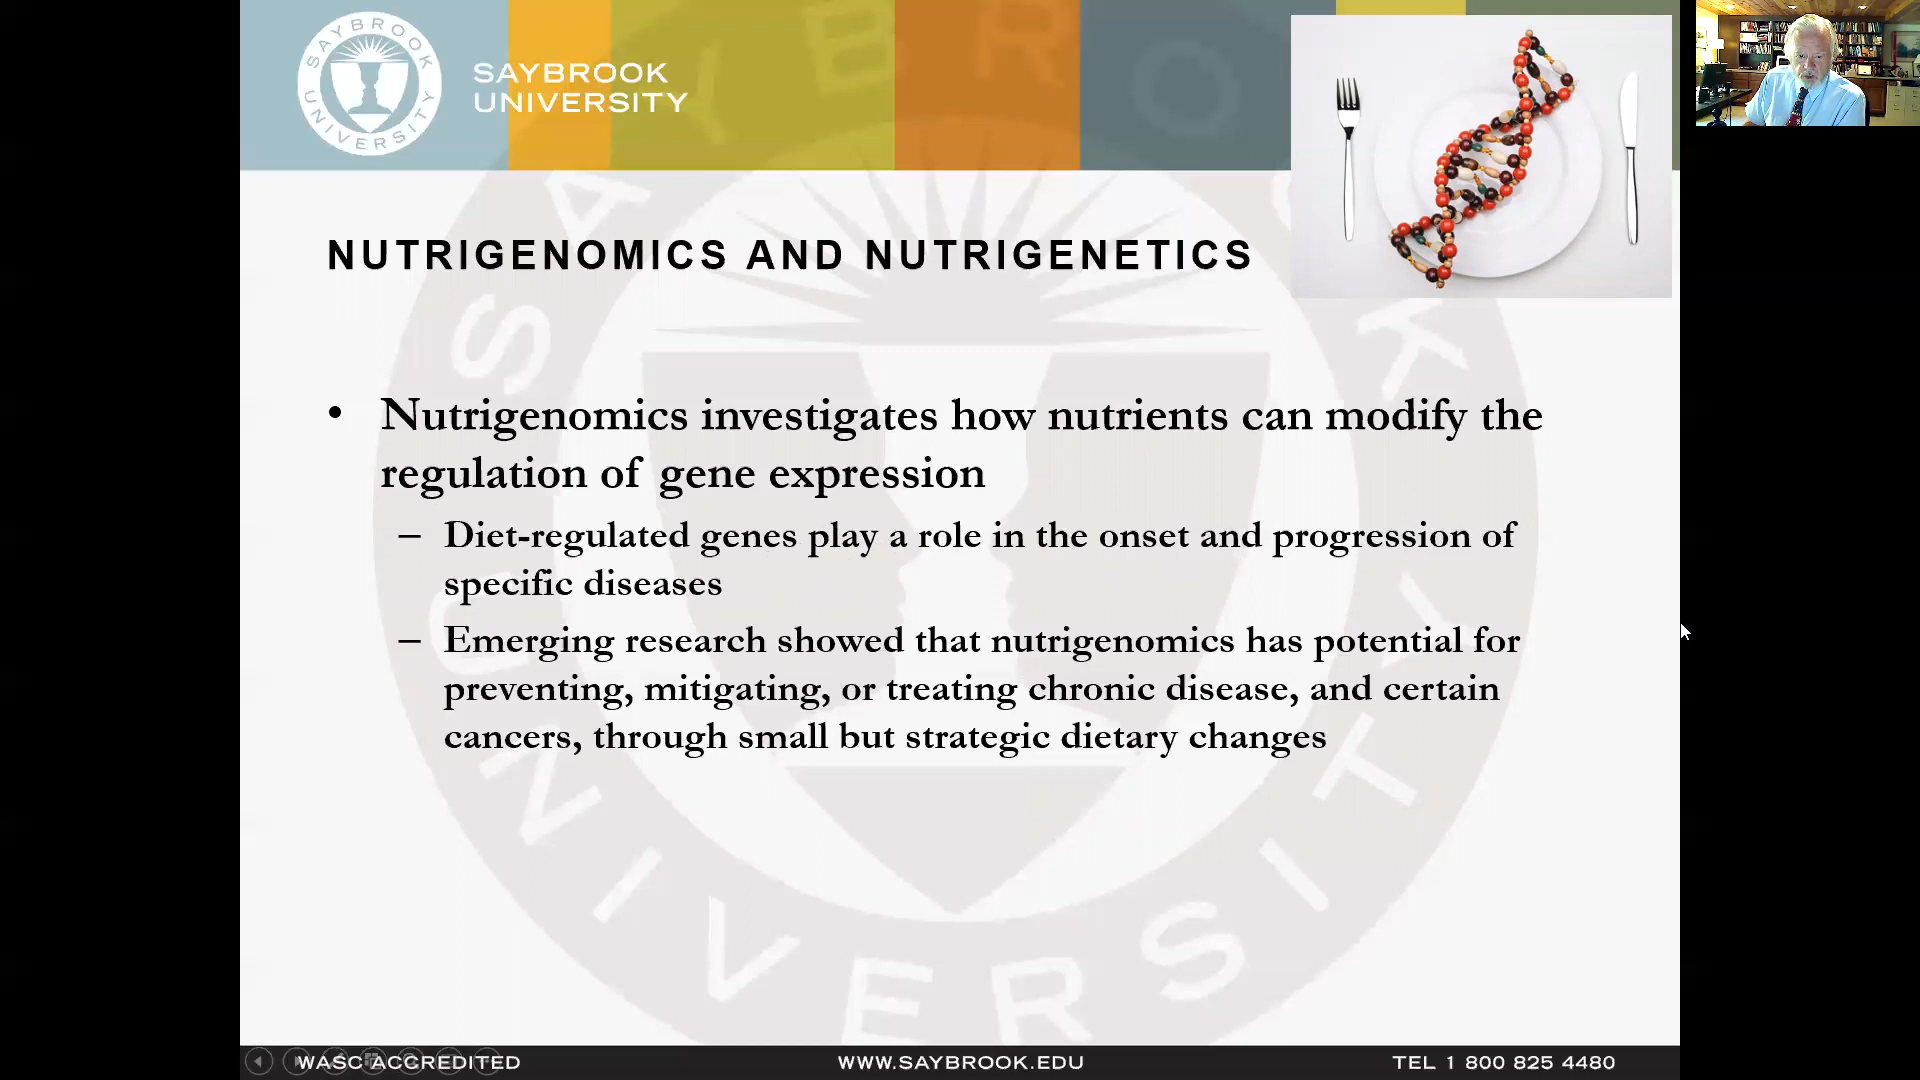 SAYBROOK
UNIVERSITY
SAYBROOK
UNIVERSITY
NUTRIGENOMICS AND NUTRIGENETICS
• Nutrigenomics investigates how nutrients can modify the
regulation of gene expression
– Diet-regulated genes play a role in the onset and progression of
specific diseases
– Emerging research showed that nutrigenomics has potential for
preventing, mitigating, or treating chronic disease, and certain
cancers, through small but strategic dietary changes
WASC ACCREDITED
WWW.SAYBROOK.EDU
TEL 1 800 825 4480